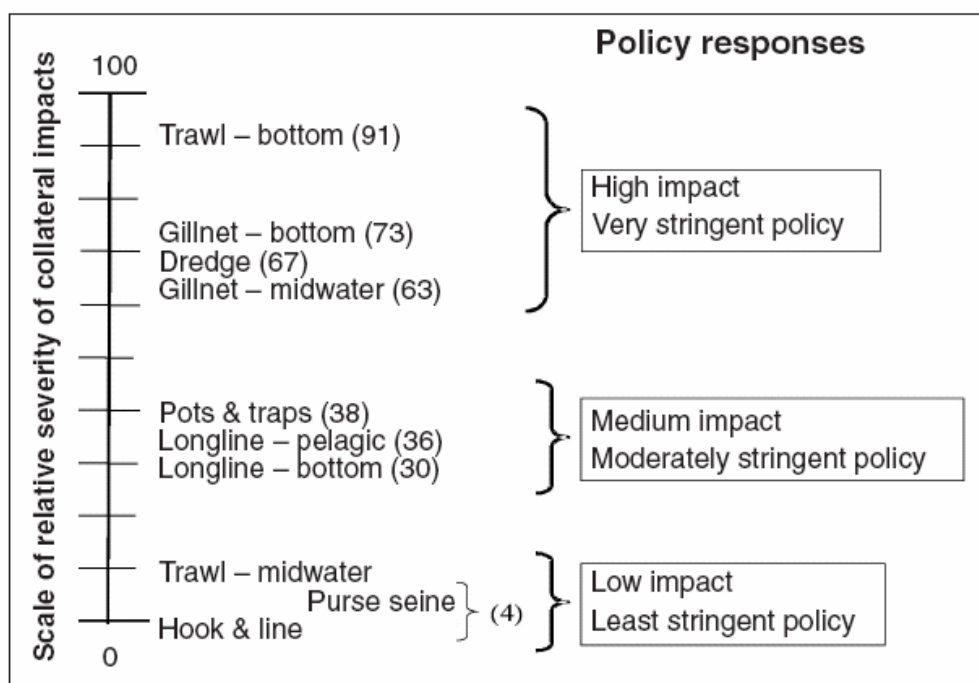 Policy responses
Scale of relative severity of collateral impacts
100
Trawl – bottom (91)
Gillnet – bottom (73)
Dredge (67)
Gillnet – midwater (63)
High impact
Very stringent policy
Pots & traps (38)
Longline – pelagic (36)
Longline – bottom (30)
Medium impact
Moderately stringent policy
Trawl – midwater
Purse seine
(4)
Hook & line
Low impact
Least stringent policy
0